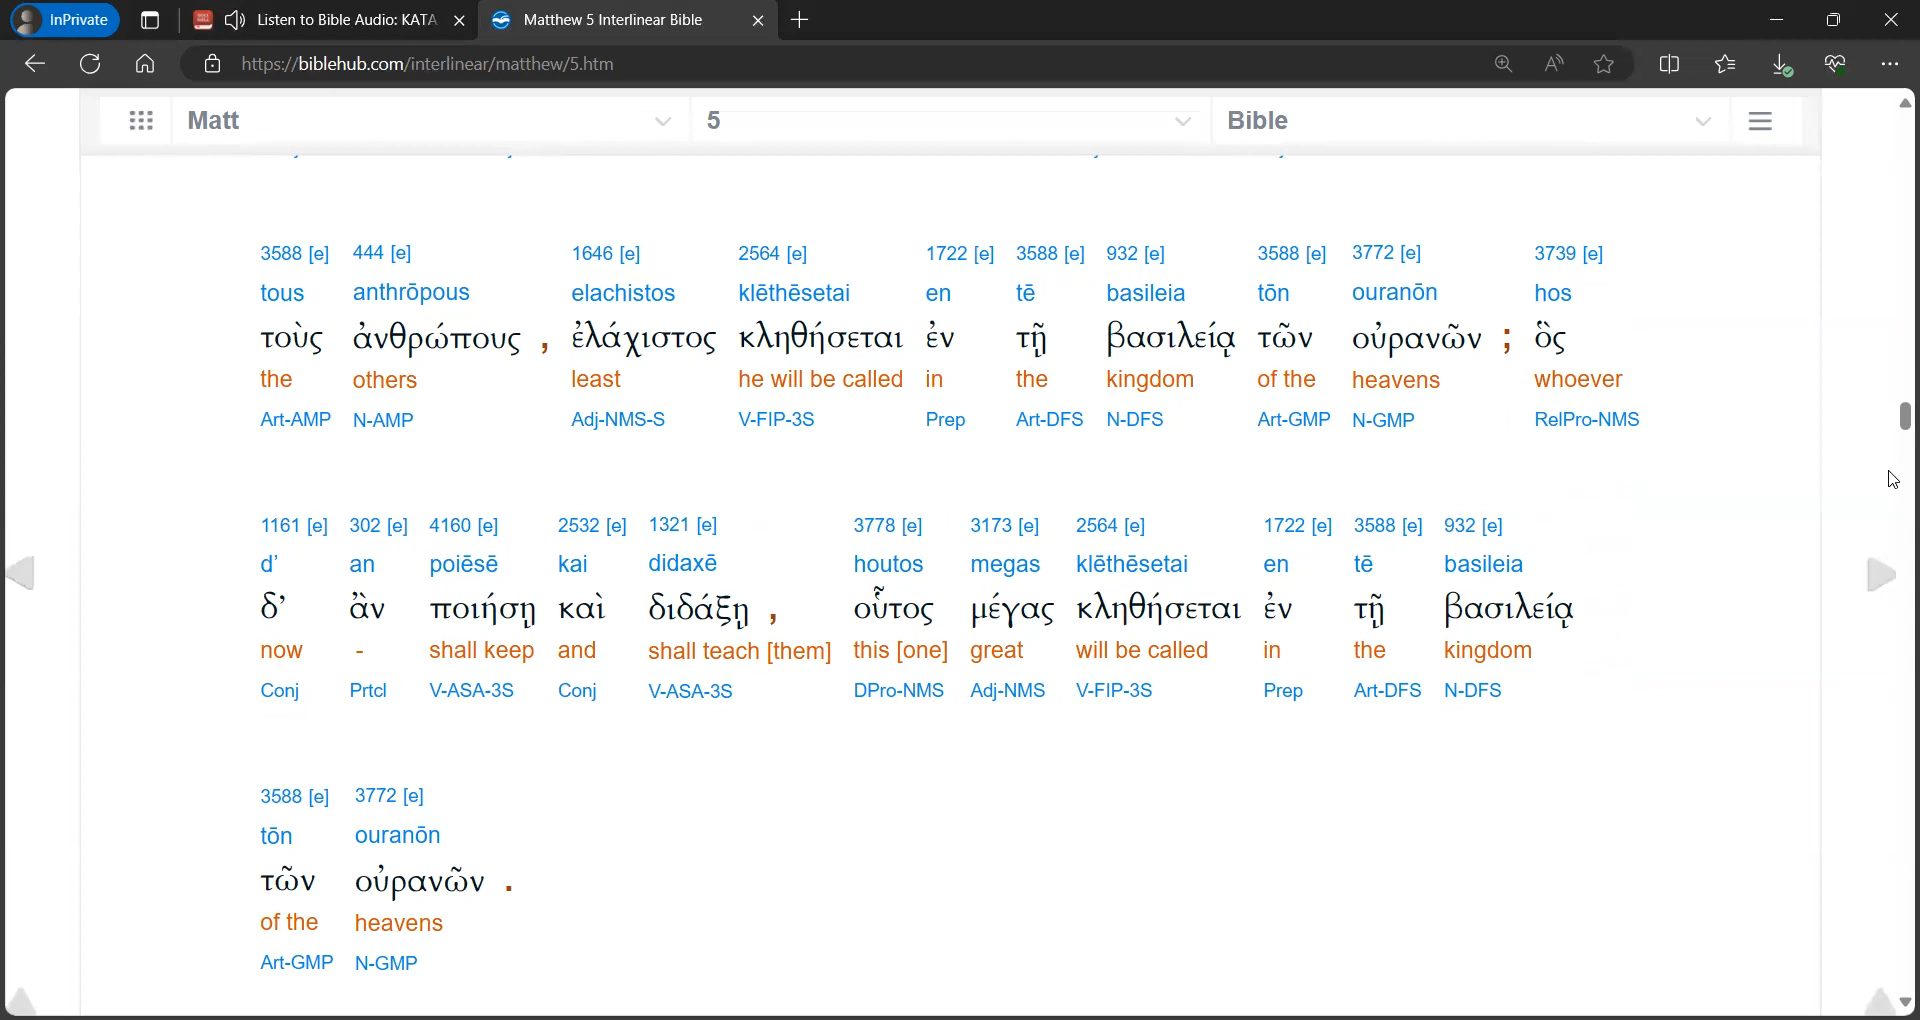 InPrivate Listen to Bible Audio: KATA Matthew 5 Interlinear Bible
https://biblehub.com/interlinear/matthew/5.htm
Matt 5 Bible
3588 [e] 444 [e] 1646 [e] 2564 [e] 1722 [e] 3588 [e] 932 [e] 3588 [e] 3772 [e] 3739 [e]
tous anthrōpous elachistos klēthēsetai en tē basileia tōn ouranōn hos
τοὺς ἀνθρώπους , ἐλάχιστος κληθήσεται ἐν τῇ βασιλείᾳ τῶν οὐρανῶν ; ὃς
the others least he will be called in the kingdom of the heavens whoever
Art-AMP N-AMP Adj-NMS-S V-FIP-3S Prep Art-DFS N-DFS Art-GMP N-GMP RelPro-NMS
1161 [e] 302 [e] 4160 [e] 2532 [e] 1321 [e] 3778 [e] 3173 [e] 2564 [e] 1722 [e] 3588 [e] 932 [e]
d’ an poiēsē kai didaxē houtos megas klēthēsetai en tē basileia
δ’ ἂν ποιήσῃ καὶ διδάξῃ , οὗτος μέγας κληθήσεται ἐν τῇ βασιλείᾳ
now - shall keep and shall teach [them] this [one] great will be called in the kingdom
Conj Prtcl V-ASA-3S Conj V-ASA-3S DPro-NMS Adj-NMS V-FIP-3S Prep Art-DFS N-DFS
3588 [e] 3772 [e]
tōn ouranōn
τῶν οὐρανῶν .
of the heavens
Art-GMP N-GMP